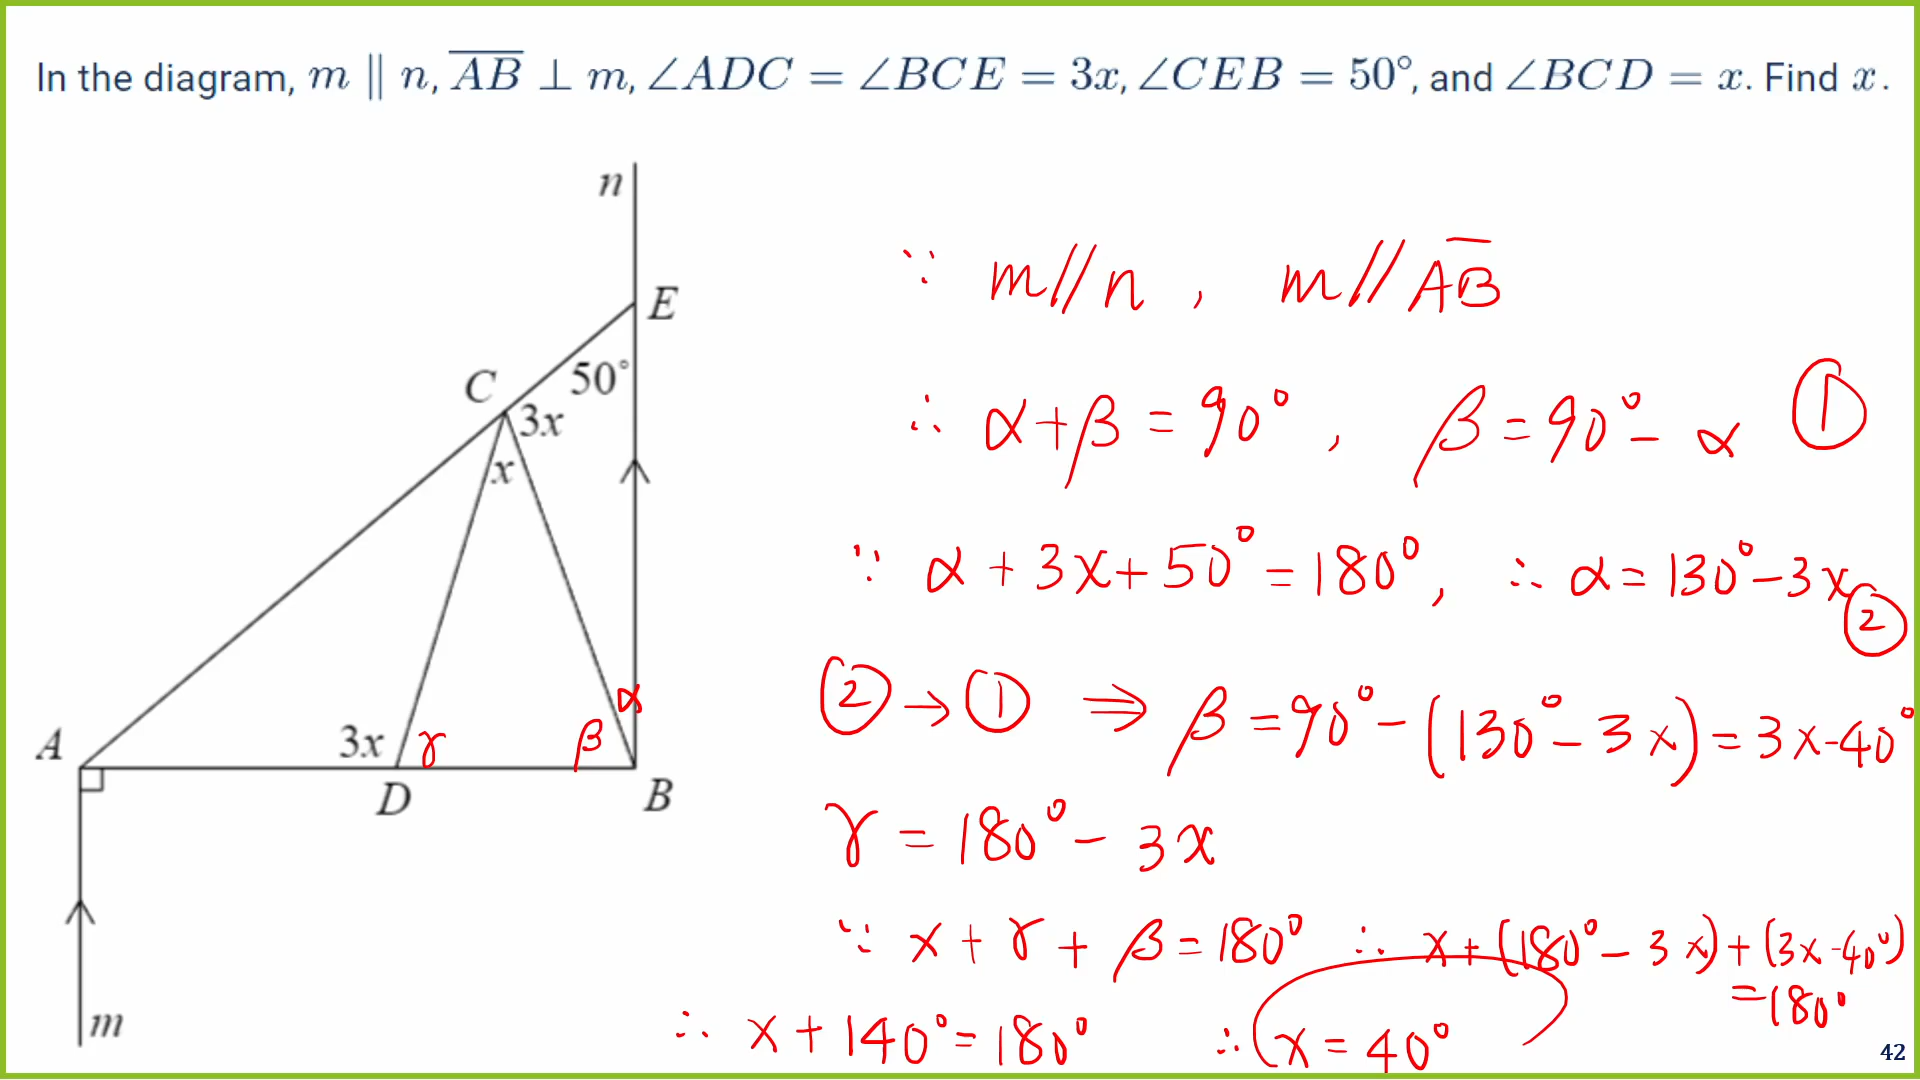 In the diagram, m ∥ n, \overline{AB} ⊥ m, ∠ADC = ∠BCE = 3x, ∠CEB = 50°, and ∠BCD = x. Find x.
n
E
50°
C
3x
x
α
A
3x
γ
β
D
B
m
∵ m//n, m//\overline{AB}
∴ α+β=90°, β=90°-α ①
∵ α+3x+50°=180°, ∴ α=130°-3x ②
②→① ⇒ β=90°-(130°-3x)=3x-40°
γ=180°-3x
∵ x+γ+β=180° ∴ x+(180°-3x)+(3x-40°)
=180°
∴ x+140°=180° ∴ x=40°
42